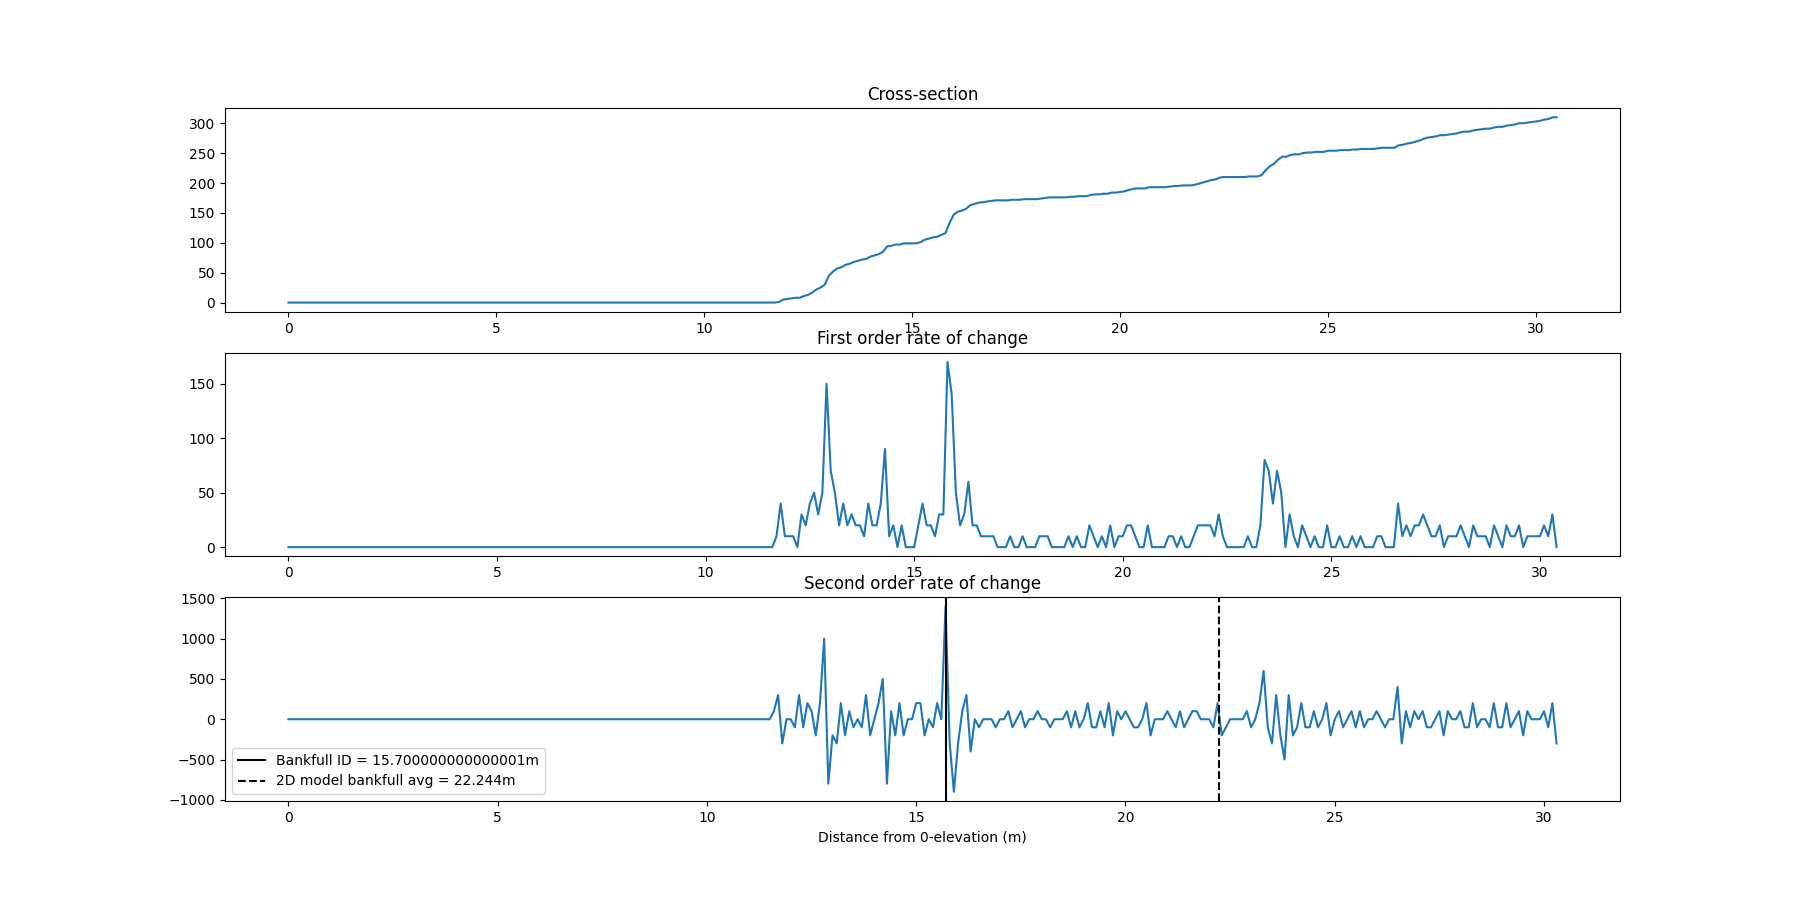 Cross-section
300
250
200
150
100
50
0
0 5 10 15 20 25 30
First order rate of change
150
100
50
0
0 5 10 15 20 25 30
Second order rate of change
1500
1000
500
0
−500
−1000
Bankfull ID = 15.700000000000001m
2D model bankfull avg = 22.244m
0 5 10 15 20 25 30
Distance from 0-elevation (m)